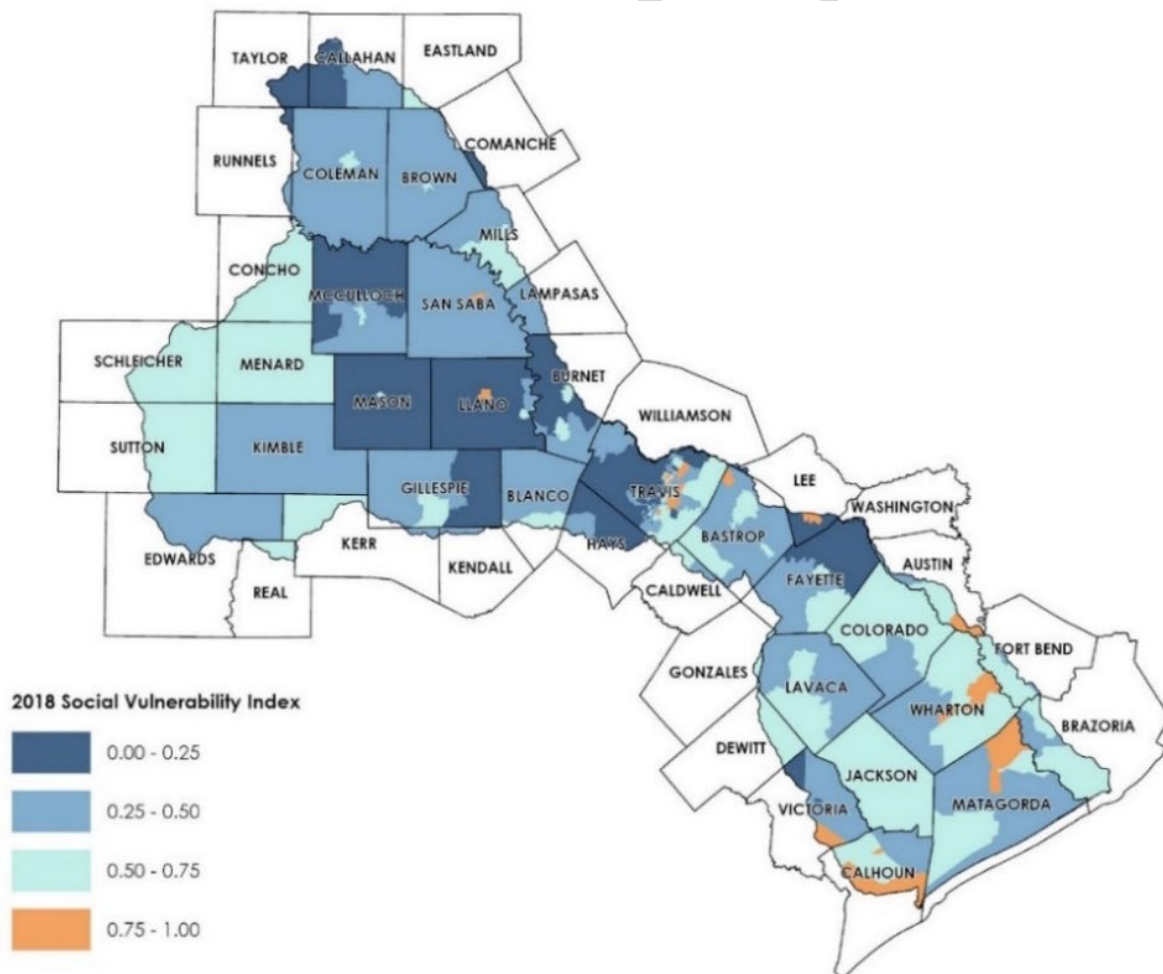 TAYLOR
CALLAHAN
EASTLAND
COMANCHE
RUNNELS
COLEMAN
BROWN
MILLS
CONCHO
MCCULLOCH
SAN SABA
LAMPASAS
SCHLEICHER
MENARD
BURNET
MASON
LLANO
WILLIAMSON
SUTTON
KIMBLE
GILLESPIE
BLANCO
TRAVIS
LEE
WASHINGTON
BASTROP
HAYS
KERR
EDWARDS
KENDALL
REAL
CALDWELL
FAYETTE
AUSTIN
COLORADO
FORT BEND
GONZALES
LAVACA
WHARTON
BRAZORIA
DEWITT
JACKSON
VICTORIA
MATAGORDA
CALHOUN
2018 Social Vulnerability Index
0.00 - 0.25
0.25 - 0.50
0.50 - 0.75
0.75 - 1.00